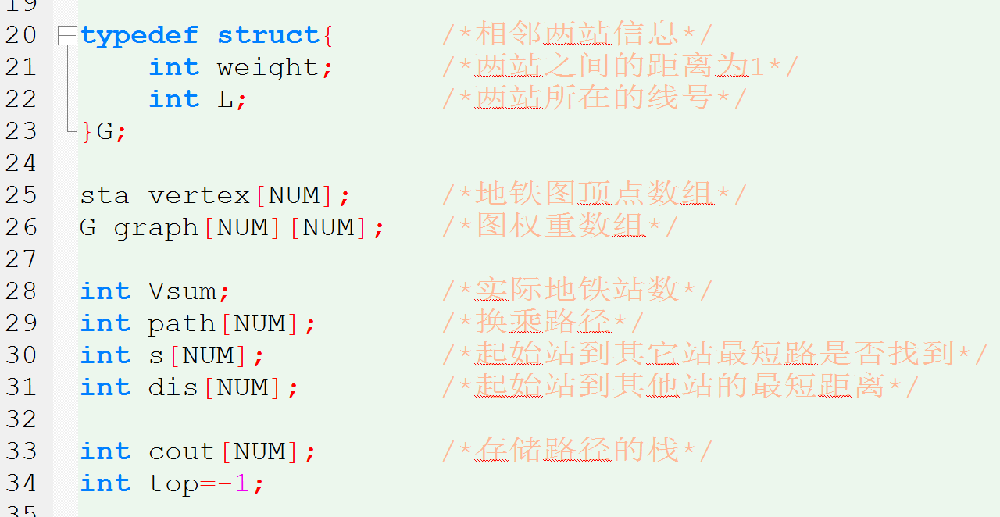 19
20 typedef struct{ /*相邻两站信息*/
21 int weight; /*两站之间的距离为1*/
22 int L; /*两站所在的线号*/
23 }G;
24
25 sta vertex[NUM]; /*地铁图顶点数组*/
26 G graph[NUM][NUM]; /*图权重数组*/
27
28 int Vsum; /*实际地铁站数*/
29 int path[NUM]; /*换乘路径*/
30 int s[NUM]; /*起始站到其它站最短路是否找到*/
31 int dis[NUM]; /*起始站到其他站的最短距离*/
32
33 int cout[NUM]; /*存储路径的栈*/
34 int top=-1;
35